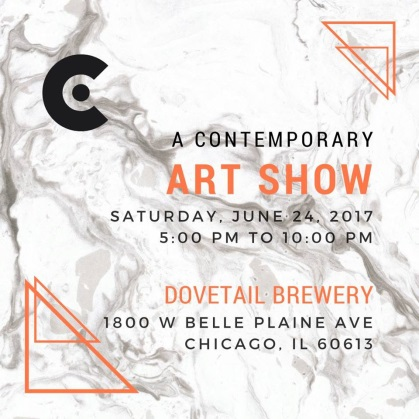 A CONTEMPORARY
ART SHOW
SATURDAY, JUNE 24, 2017
5:00 PM TO 10:00 PM
DOVETAIL BREWERY
1800 W BELLE PLAINE AVE
CHICAGO, IL 60613